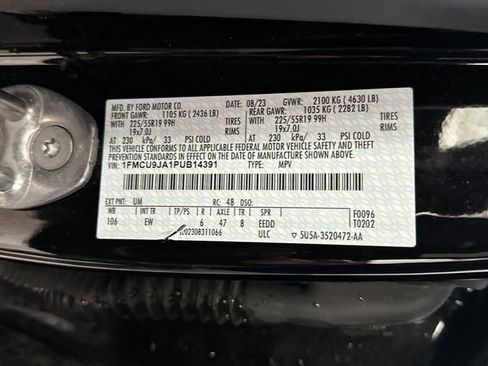 MFD. BY FORD MOTOR CO.
08/23 GVWR: 2100 KG ( 4630 LB)
FRONT GAWR: 1105 KG ( 2436 LB) REAR GAWR: 1035 KG ( 2282 LB)
WITH 225/55R19 99H TIRES WITH 225/55R19 99H TIRES
19x7.0J RIMS 19x7.0J RIMS
AT 230 kPa/ 33 PSI COLD AT 230 kPa/ 33 PSI COLD
THIS VEHICLE CONFORMS TO ALL APPLICABLE FEDERAL MOTOR VEHICLE SAFETY
AND THEFT PREVENTION STANDARDS IN EFFECT ON THE DATE OF MANUFACTURE SHOWN ABOVE.
VIN: 1FMCU9JA1PUB14391 TYPE: MPV
EXT PNT: UM RC: 48 DSO:
WB INT TR TP/PS R AXLE TR SPR F0096
106 EW 6 47 8 EEDD T0202
20230831 1066 ULC 5U5A-3520472-AA